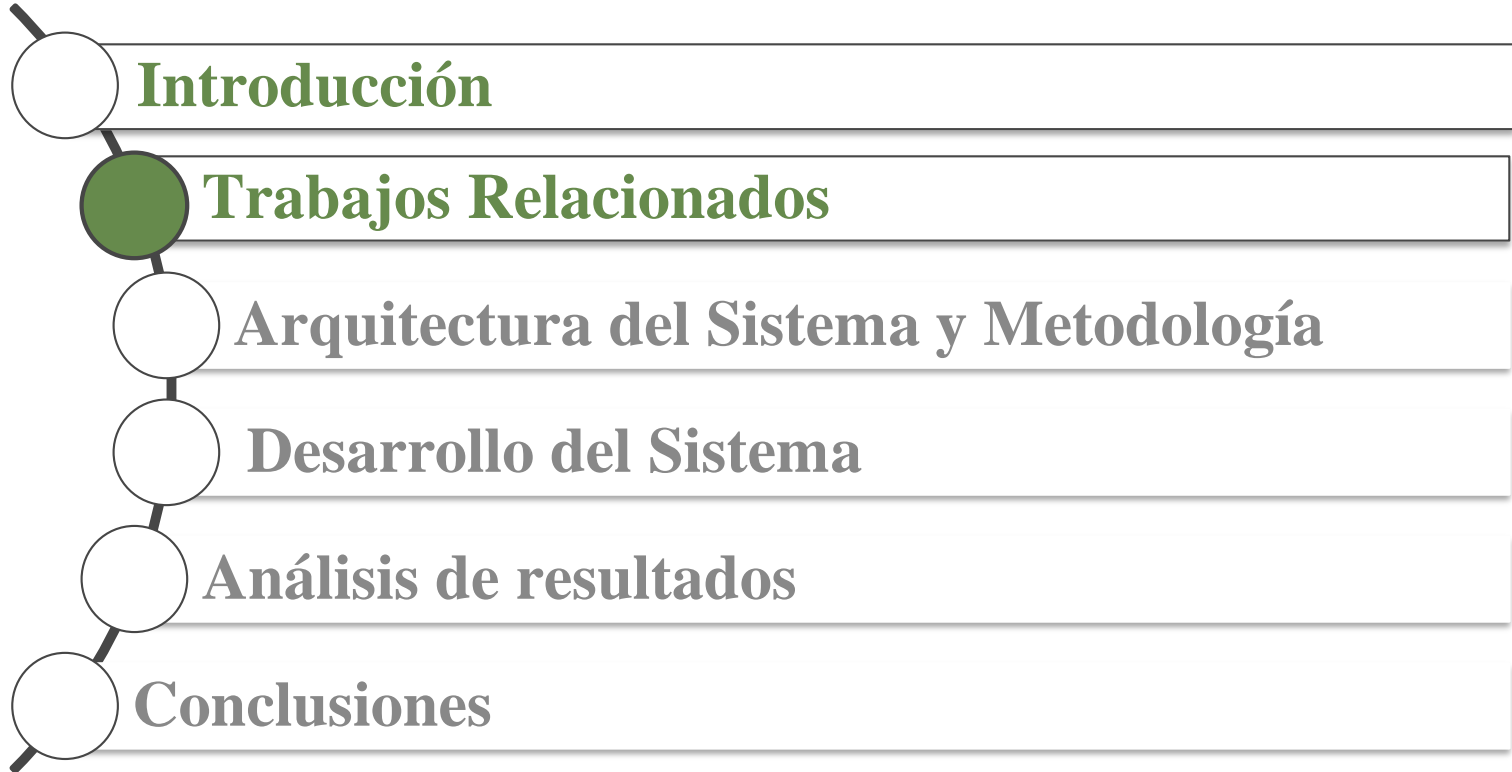 Introducción
Trabajos Relacionados
Arquitectura del Sistema y Metodología
Desarrollo del Sistema
Análisis de resultados
Conclusiones